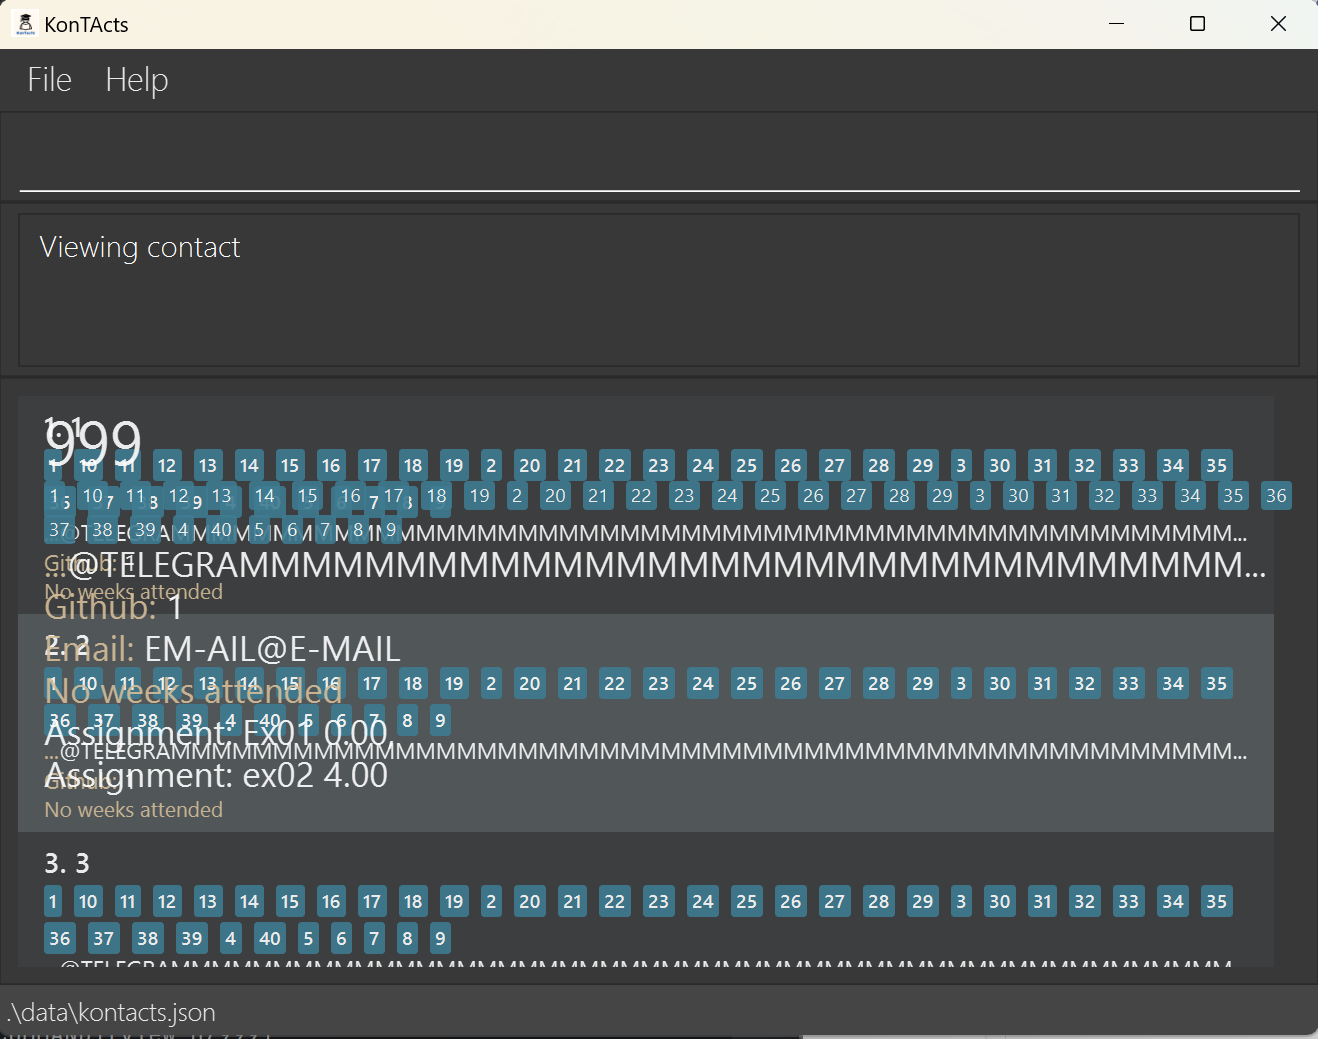 KonTActs
File Help
Viewing contact
1. 1
999
1 10 11 12 13 14 15 16 17 18 19 2 20 21 22 23 24 25 26 27 28 29 3 30 31 32 33 34 35
1 10 11 12 13 14 15 16 17 18 19 2 20 21 22 23 24 25 26 27 28 29 3 30 31 32 33 34 35 36
37 38 39 4 40 5 6 7 8 9
...@TELEGRAMMMMMMMMMMMMMMMMMMMMMMMMMMMMMMMMMM...
Github: 1
No weeks attended
Github: 1
2. 2
Email: EM-AIL@E-MAIL
1 10 11 12 13 14 15 16 17 18 19 2 20 21 22 23 24 25 26 27 28 29 3 30 31 32 33 34 35
No weeks attended
36 37 38 39 4 40 5 6 7 8 9
Assignment: Ex01 0.00,
...@TELEGRAMMMMMMMMMMMMMMMMMMMMMMMMMMMMMMMMMMMMMMMMMMMMMMM...
Assignment: ex02 4.00
Github: 1
No weeks attended
3. 3
1 10 11 12 13 14 15 16 17 18 19 2 20 21 22 23 24 25 26 27 28 29 3 30 31 32 33 34 35
36 37 38 39 4 40 5 6 7 8 9
.\data\kontacts.json